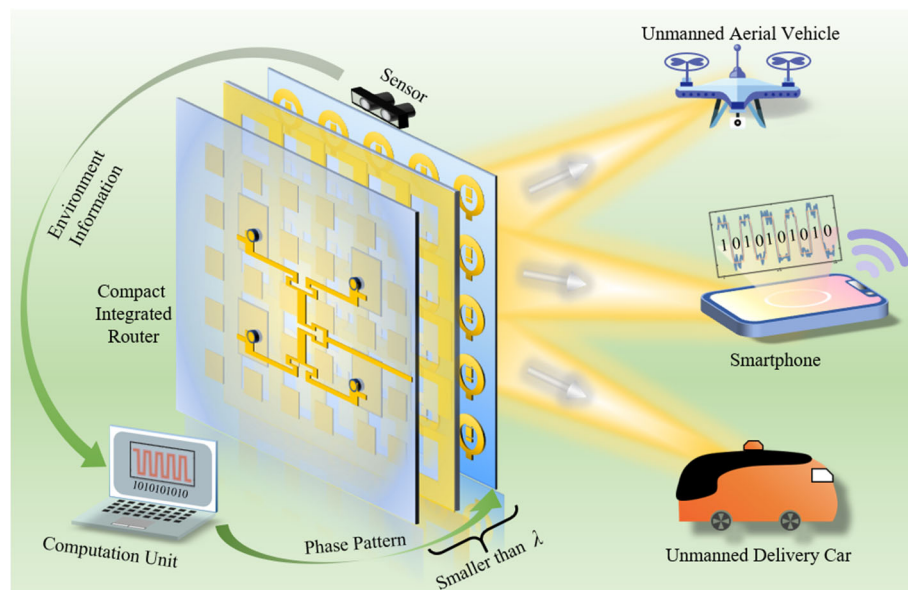 Unmanned Aerial Vehicle
Sensor
Environment
Information
1010101010
Compact
Integrated
Router
Smartphone
1010101010
Computation Unit
Phase Pattern
Smaller than λ
Unmanned Delivery Car